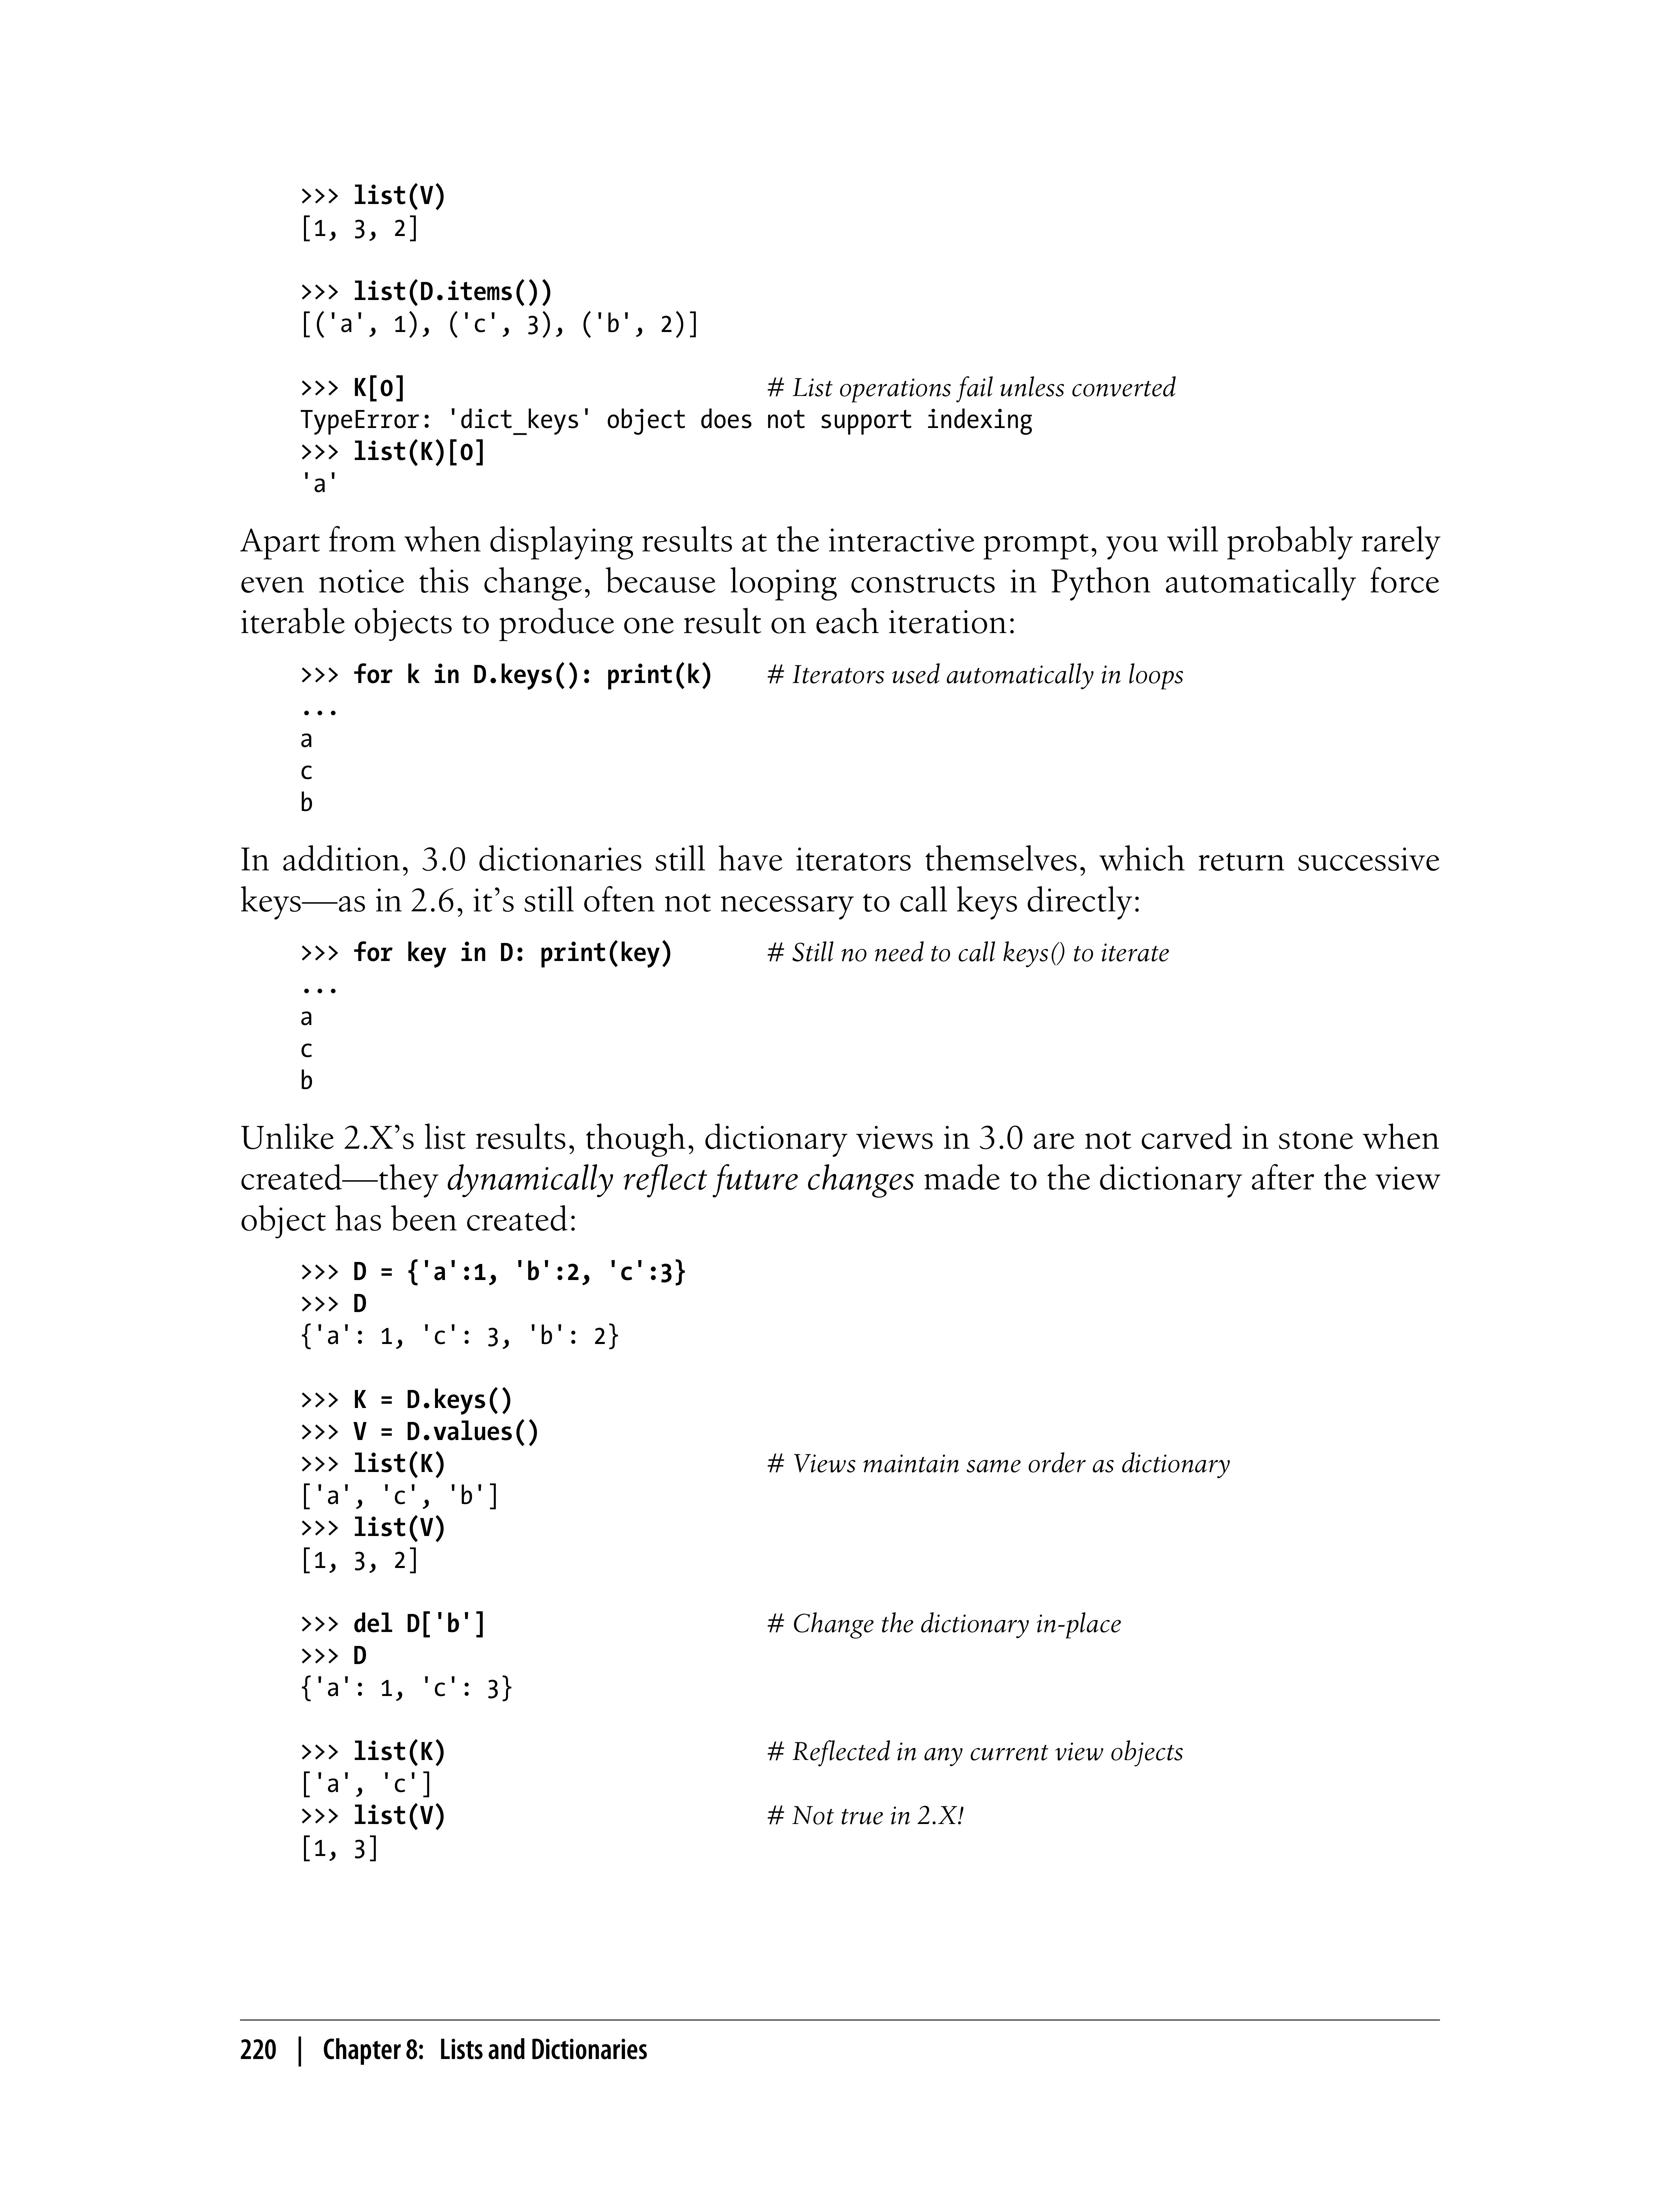 >>> list(V)
[1, 3, 2]
>>> list(D.items())
[('a', 1), ('c', 3), ('b', 2)]
>>> K[0] # List operations fail unless converted
TypeError: 'dict_keys' object does not support indexing
>>> list(K)[0]
'a'
Apart from when displaying results at the interactive prompt, you will probably rarely
even notice this change, because looping constructs in Python automatically force
iterable objects to produce one result on each iteration:
>>> for k in D.keys(): print(k) # Iterators used automatically in loops
...
a
c
b
In addition, 3.0 dictionaries still have iterators themselves, which return successive
keys—as in 2.6, it’s still often not necessary to call keys directly:
>>> for key in D: print(key) # Still no need to call keys() to iterate
...
a
c
b
Unlike 2.X’s list results, though, dictionary views in 3.0 are not carved in stone when
created—they dynamically reflect future changes made to the dictionary after the view
object has been created:
>>> D = {'a':1, 'b':2, 'c':3}
>>> D
{'a': 1, 'c': 3, 'b': 2}
>>> K = D.keys()
>>> V = D.values()
>>> list(K) # Views maintain same order as dictionary
['a', 'c', 'b']
>>> list(V)
[1, 3, 2]
>>> del D['b'] # Change the dictionary in-place
>>> D
{'a': 1, 'c': 3}
>>> list(K) # Reflected in any current view objects
['a', 'c']
>>> list(V) # Not true in 2.X!
[1, 3]
220 | Chapter 8: Lists and Dictionaries